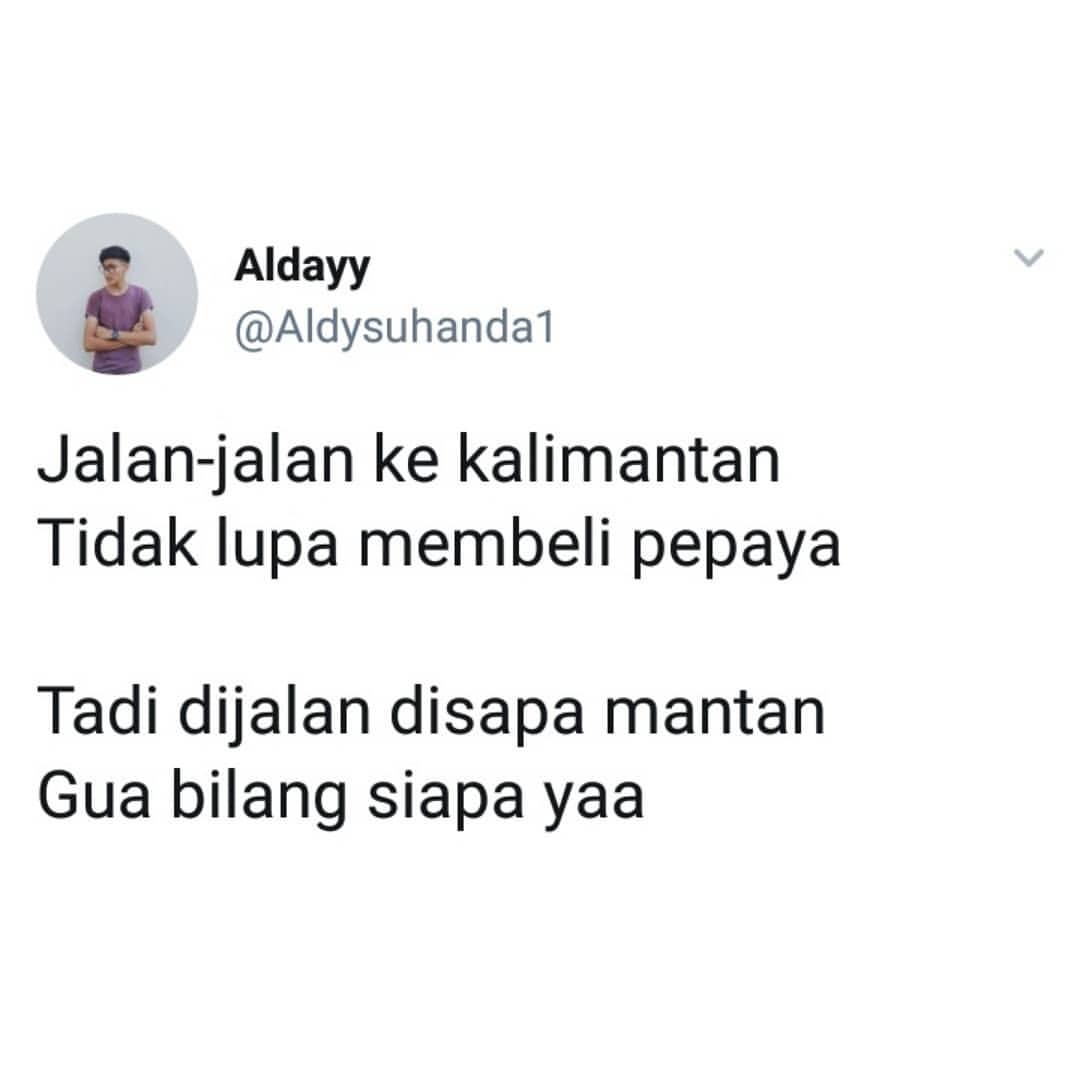 Aldayy
@Aldysuhanda1
Jalan-jalan ke kalimantan
Tidak lupa membeli pepaya
Tadi dijalan disapa mantan
Gua bilang siapa yaa